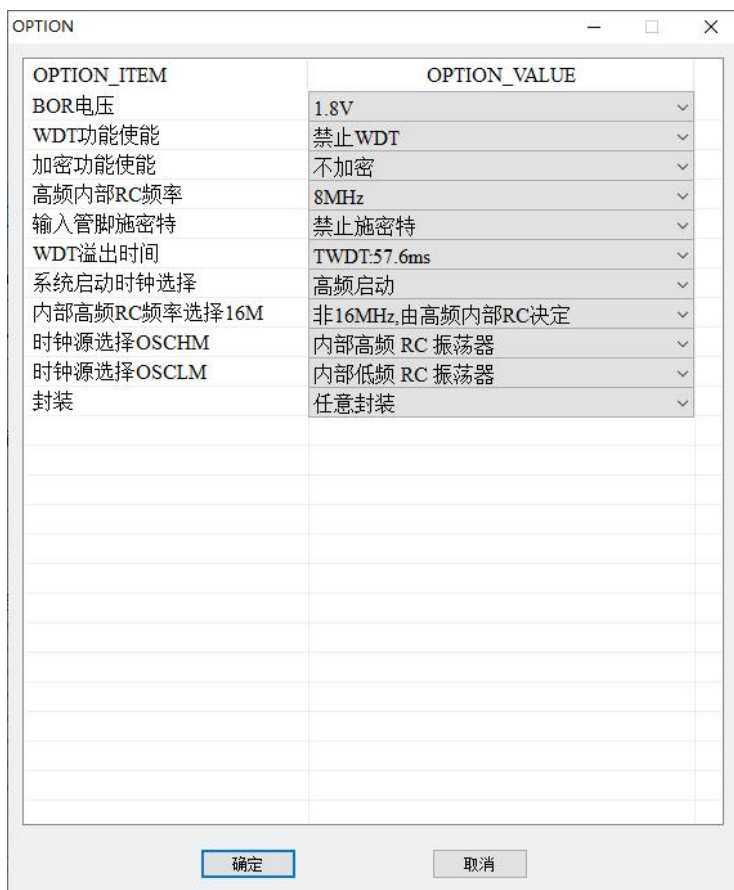 OPTION
OPTION_ITEM OPTION_VALUE
BOR电压 1.8V
WDT功能使能 禁止WDT
加密功能使能 不加密
高频内部RC频率 8MHz
输入管脚施密特 禁止施密特
WDT溢出时间 TWDT:57.6ms
系统启动时钟选择 高频启动
内部高频RC频率选择16M 非16MHz,由高频内部RC决定
时钟源选择OSCHM 内部高频 RC 振荡器
时钟源选择OSCLM 内部低频 RC 振荡器
封装 任意封装
确定 取消